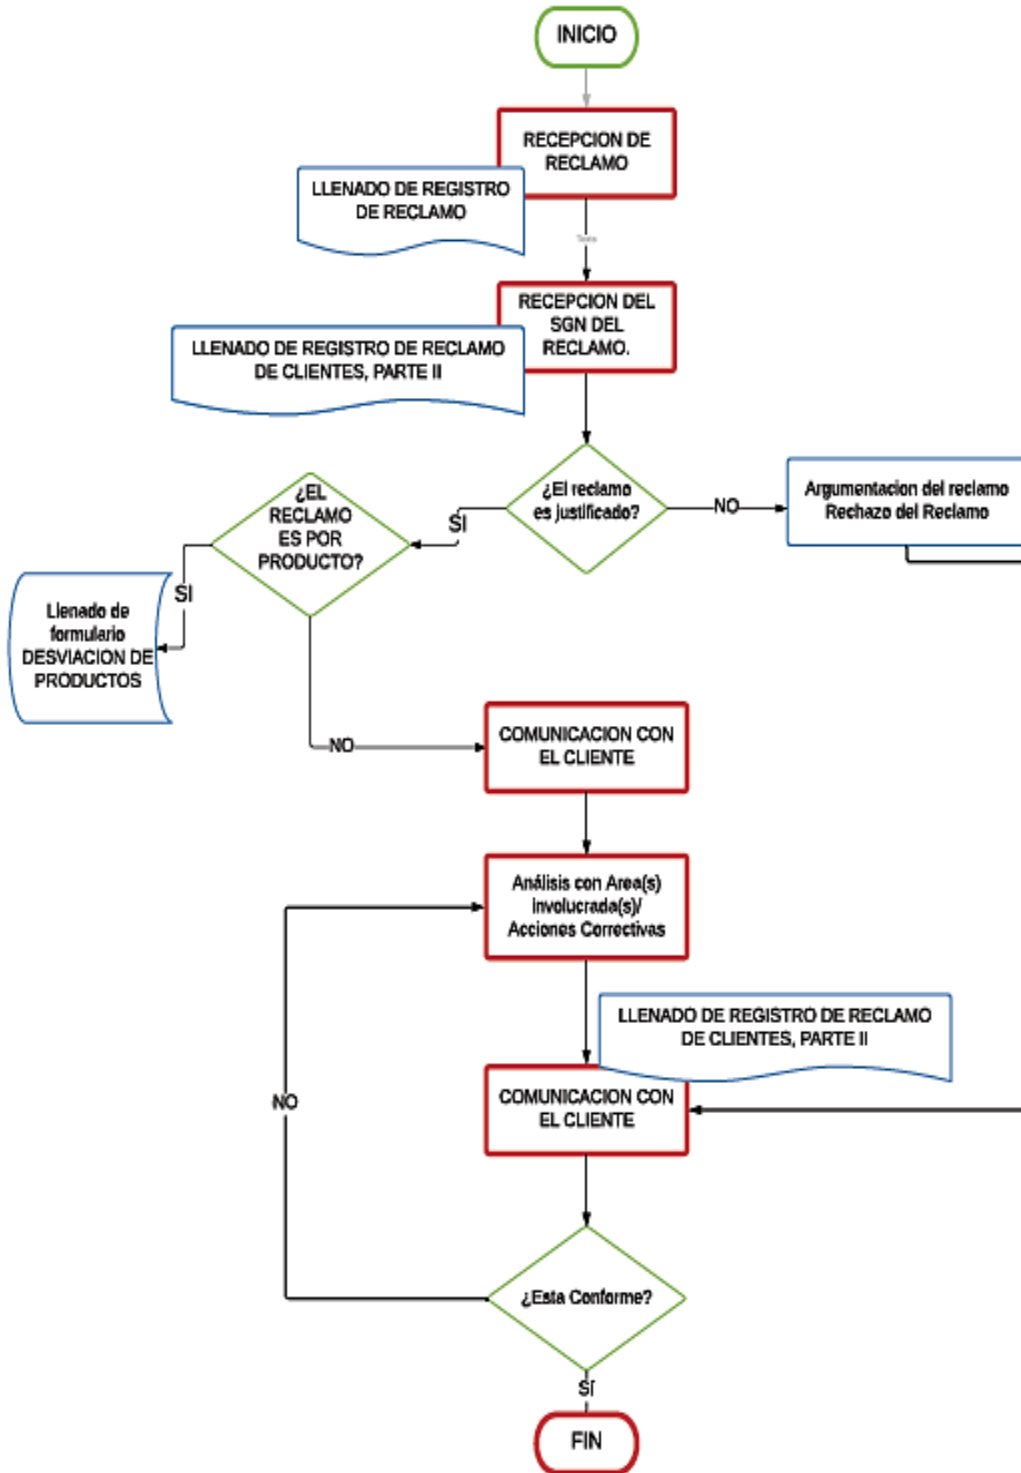 INICIO
RECEPCION DE
RECLAMO
LLENADO DE REGISTRO
DE RECLAMO
Texto
RECEPCION DEL
SGN DEL
RECLAMO.
LLENADO DE REGISTRO DE RECLAMO
DE CLIENTES, PARTE II
¿El reclamo
es justificado?
NO
Argumentacion del reclamo
Rechazo del Reclamo
SI
¿EL
RECLAMO
ES POR
PRODUCTO?
SI
Llenado de
formulario
DESVIACION DE
PRODUCTOS
NO
COMUNICACION CON
EL CLIENTE
Análisis con Area(s)
involucrada(s)/
Acciones Correctivas
LLENADO DE REGISTRO DE RECLAMO
DE CLIENTES, PARTE II
COMUNICACION CON
EL CLIENTE
NO
¿Esta Conforme?
SI
FIN